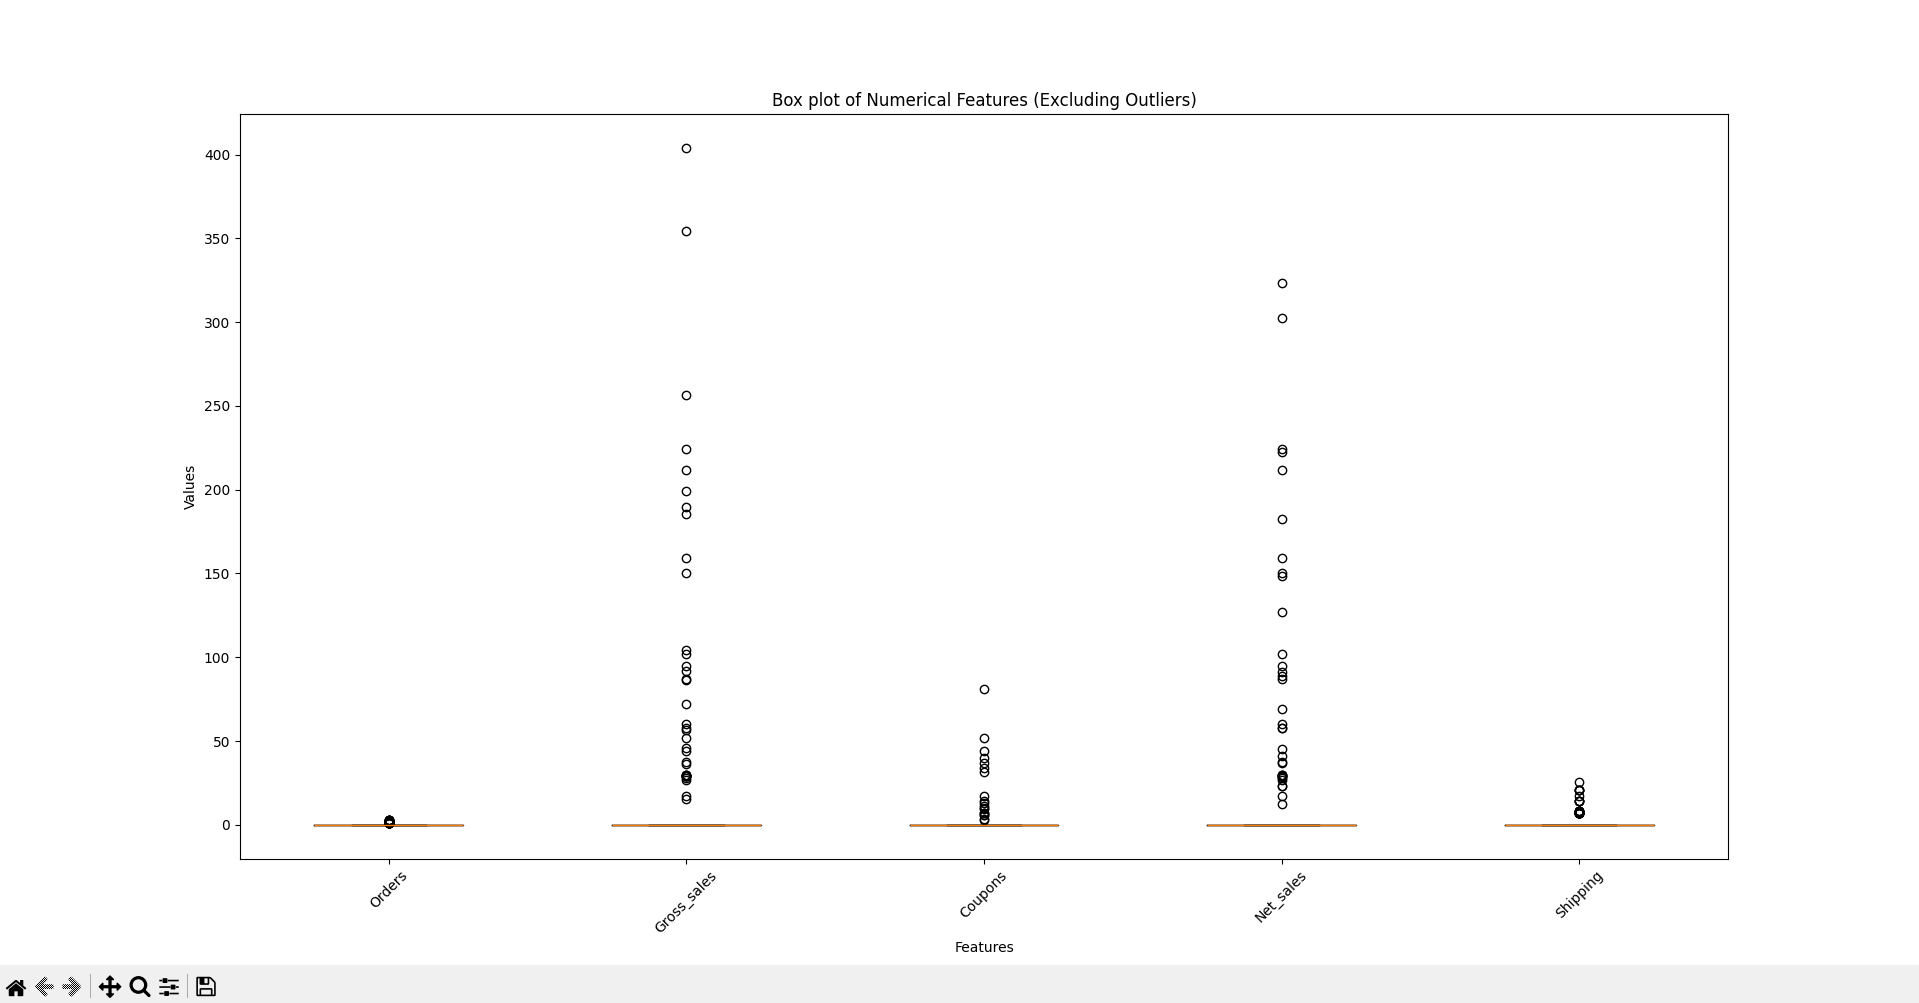 Box plot of Numerical Features (Excluding Outliers)
400
350
300
250
200
150
100
50
0
Values
Orders
Gross_sales
Coupons
Net_sales
Shipping
Features